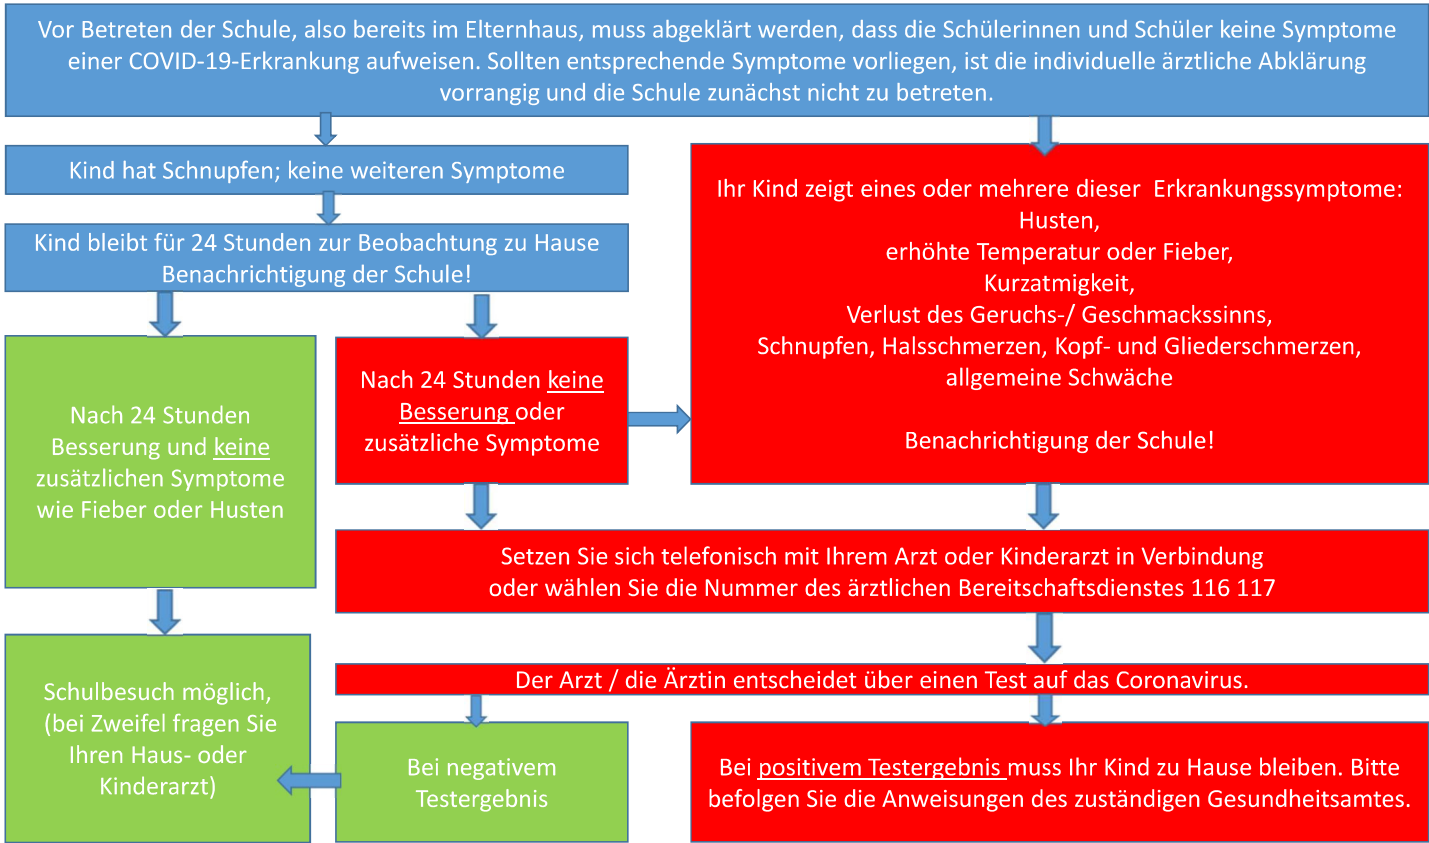 Vor Betreten der Schule, also bereits im Elternhaus, muss abgeklärt werden, dass die Schülerinnen und Schüler keine Symptome
einer COVID-19-Erkrankung aufweisen. Sollten entsprechende Symptome vorliegen, ist die individuelle ärztliche Abklärung
vorrangig und die Schule zunächst nicht zu betreten.
Kind hat Schnupfen; keine weiteren Symptome
Kind bleibt für 24 Stunden zur Beobachtung zu Hause
Benachrichtigung der Schule!
Nach 24 Stunden
Besserung und keine
zusätzlichen Symptome
wie Fieber oder Husten
Nach 24 Stunden keine
Besserung oder
zusätzliche Symptome
Ihr Kind zeigt eines oder mehrere dieser Erkrankungssymptome:
Husten,
erhöhte Temperatur oder Fieber,
Kurzatmigkeit,
Verlust des Geruchs-/ Geschmackssinns,
Schnupfen, Halsschmerzen, Kopf- und Gliederschmerzen,
allgemeine Schwäche
Benachrichtigung der Schule!
Setzen Sie sich telefonisch mit Ihrem Arzt oder Kinderarzt in Verbindung
oder wählen Sie die Nummer des ärztlichen Bereitschaftsdienstes 116 117
Der Arzt / die Ärztin entscheidet über einen Test auf das Coronavirus.
Schulbesuch möglich,
(bei Zweifel fragen Sie
Ihren Haus- oder
Kinderarzt)
Bei negativem
Testergebnis
Bei positivem Testergebnis muss Ihr Kind zu Hause bleiben. Bitte
befolgen Sie die Anweisungen des zuständigen Gesundheitsamtes.